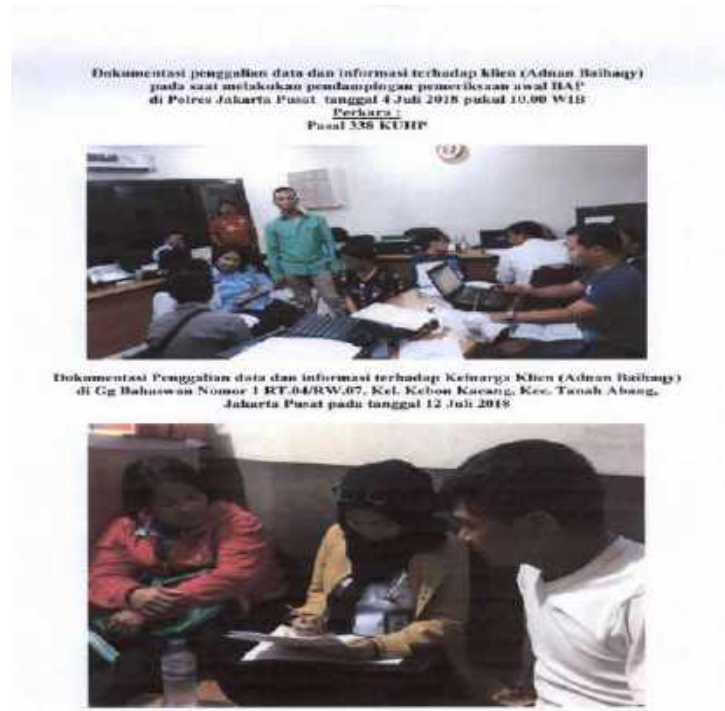 Dokumentasi penggalian data dan informasi terhadap klien (Adnan Baihaqy)
pada saat melakukan pendampingan pemeriksaan awal BAP
di Polres Jakarta Pusat tanggal 4 Juli 2018 pukul 10.00 WIB
Perkara :
Pasal 338 KUHP
Dokumentasi Penggalian data dan informasi terhadap Keluarga Klien (Adnan Baihaqy)
di Gg Bahaswan Nomor 1 RT.04/RW.07, Kel. Kebon Kacang, Kec. Tanah Abang,
Jakarta Pusat pada tanggal 12 Juli 2018